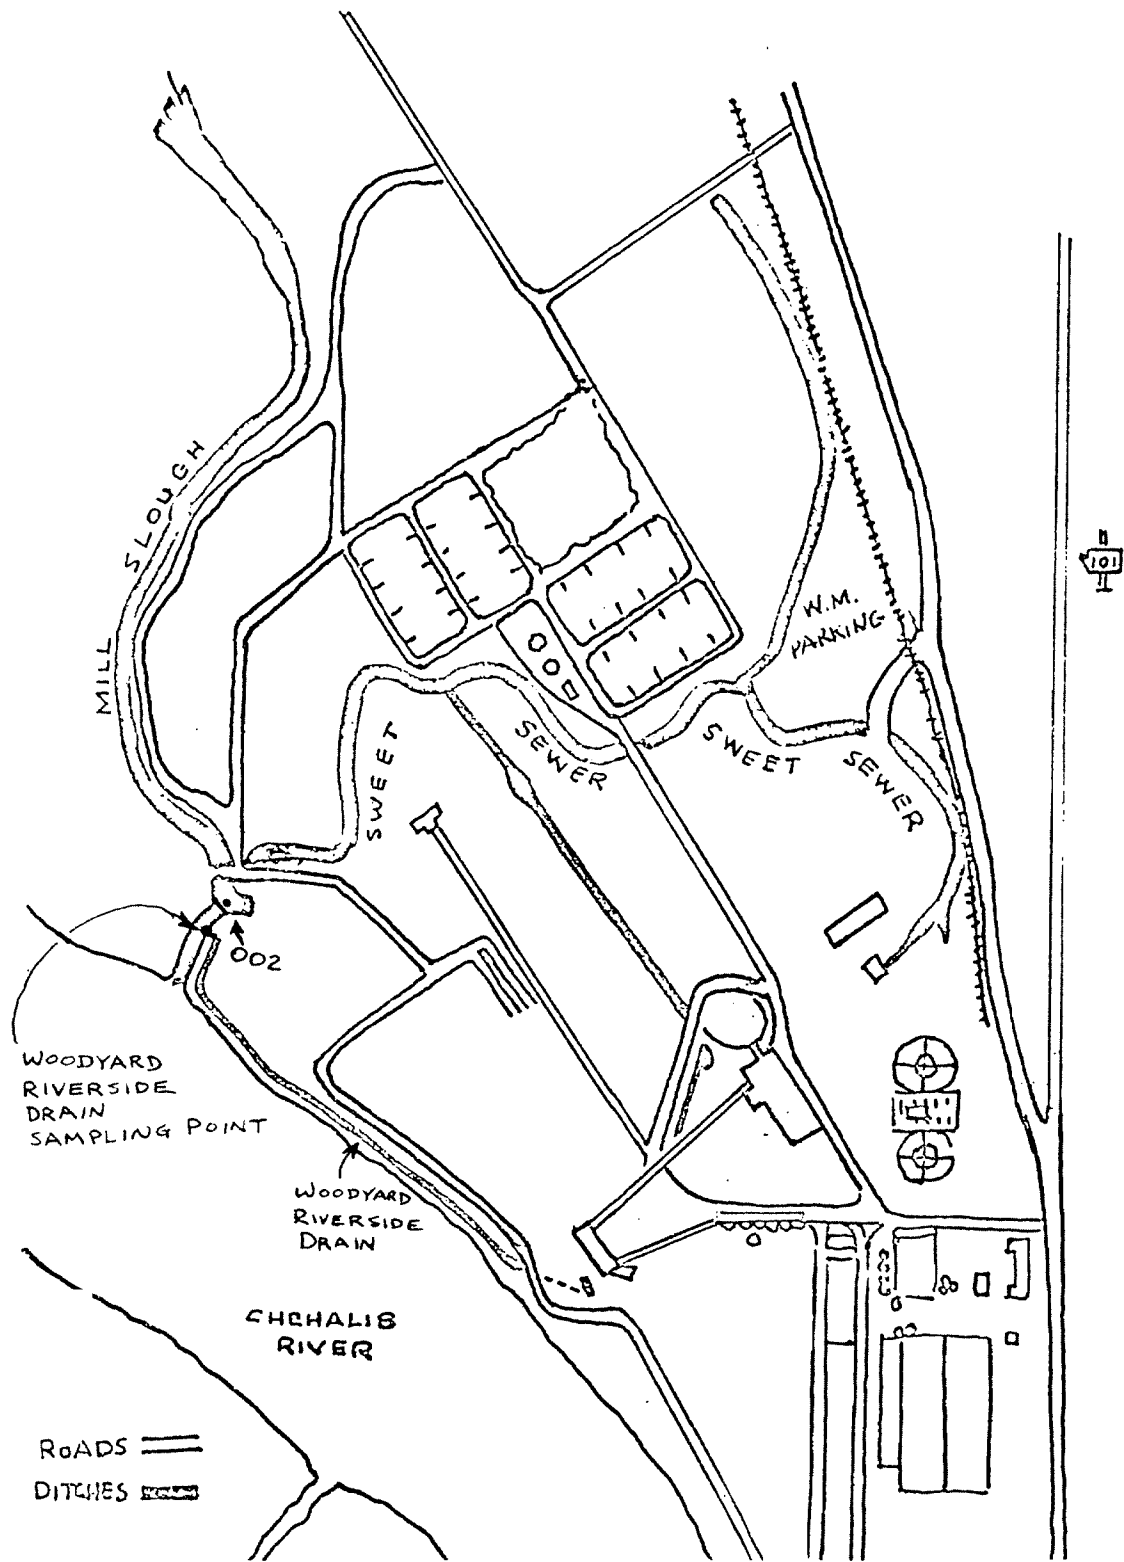 MILL SLOUGH
101
W.M.
PARKING
SWEET SEWER
SWEET SEWER
002
WOODYARD
RIVERSIDE
DRAIN
SAMPLING POINT
WOODYARD
RIVERSIDE
DRAIN
CHEHALIS
RIVER
ROADS
DITCHES